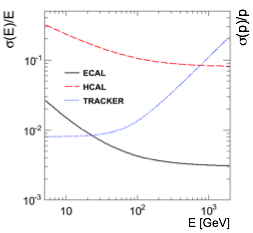 σ(E)/E
σ(p)/p
10⁻¹
ECAL
HCAL
TRACKER
10⁻²
10⁻³
10
10²
10³
E [GeV]